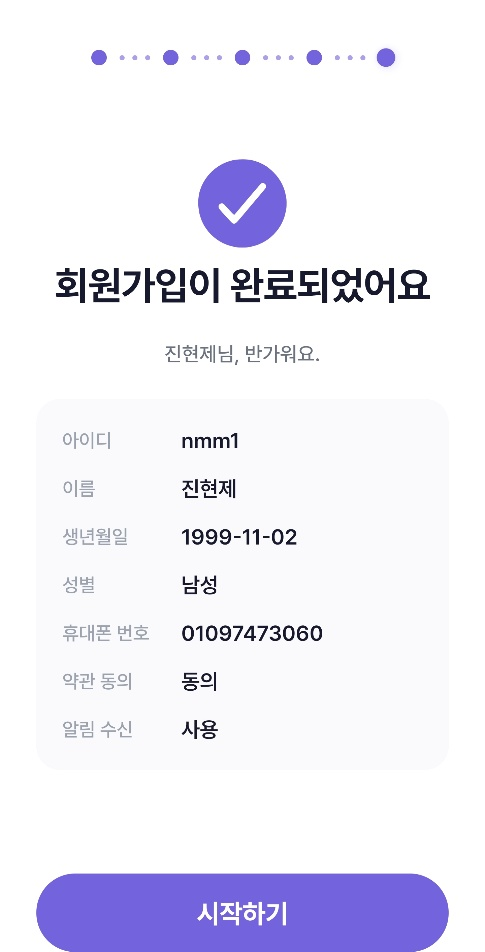 회원가입이 완료되었어요
진현제님, 반가워요.
아이디 nmm1
이름 진현제
생년월일 1999-11-02
성별 남성
휴대폰 번호 01097473060
약관 동의 동의
알림 수신 사용
시작하기